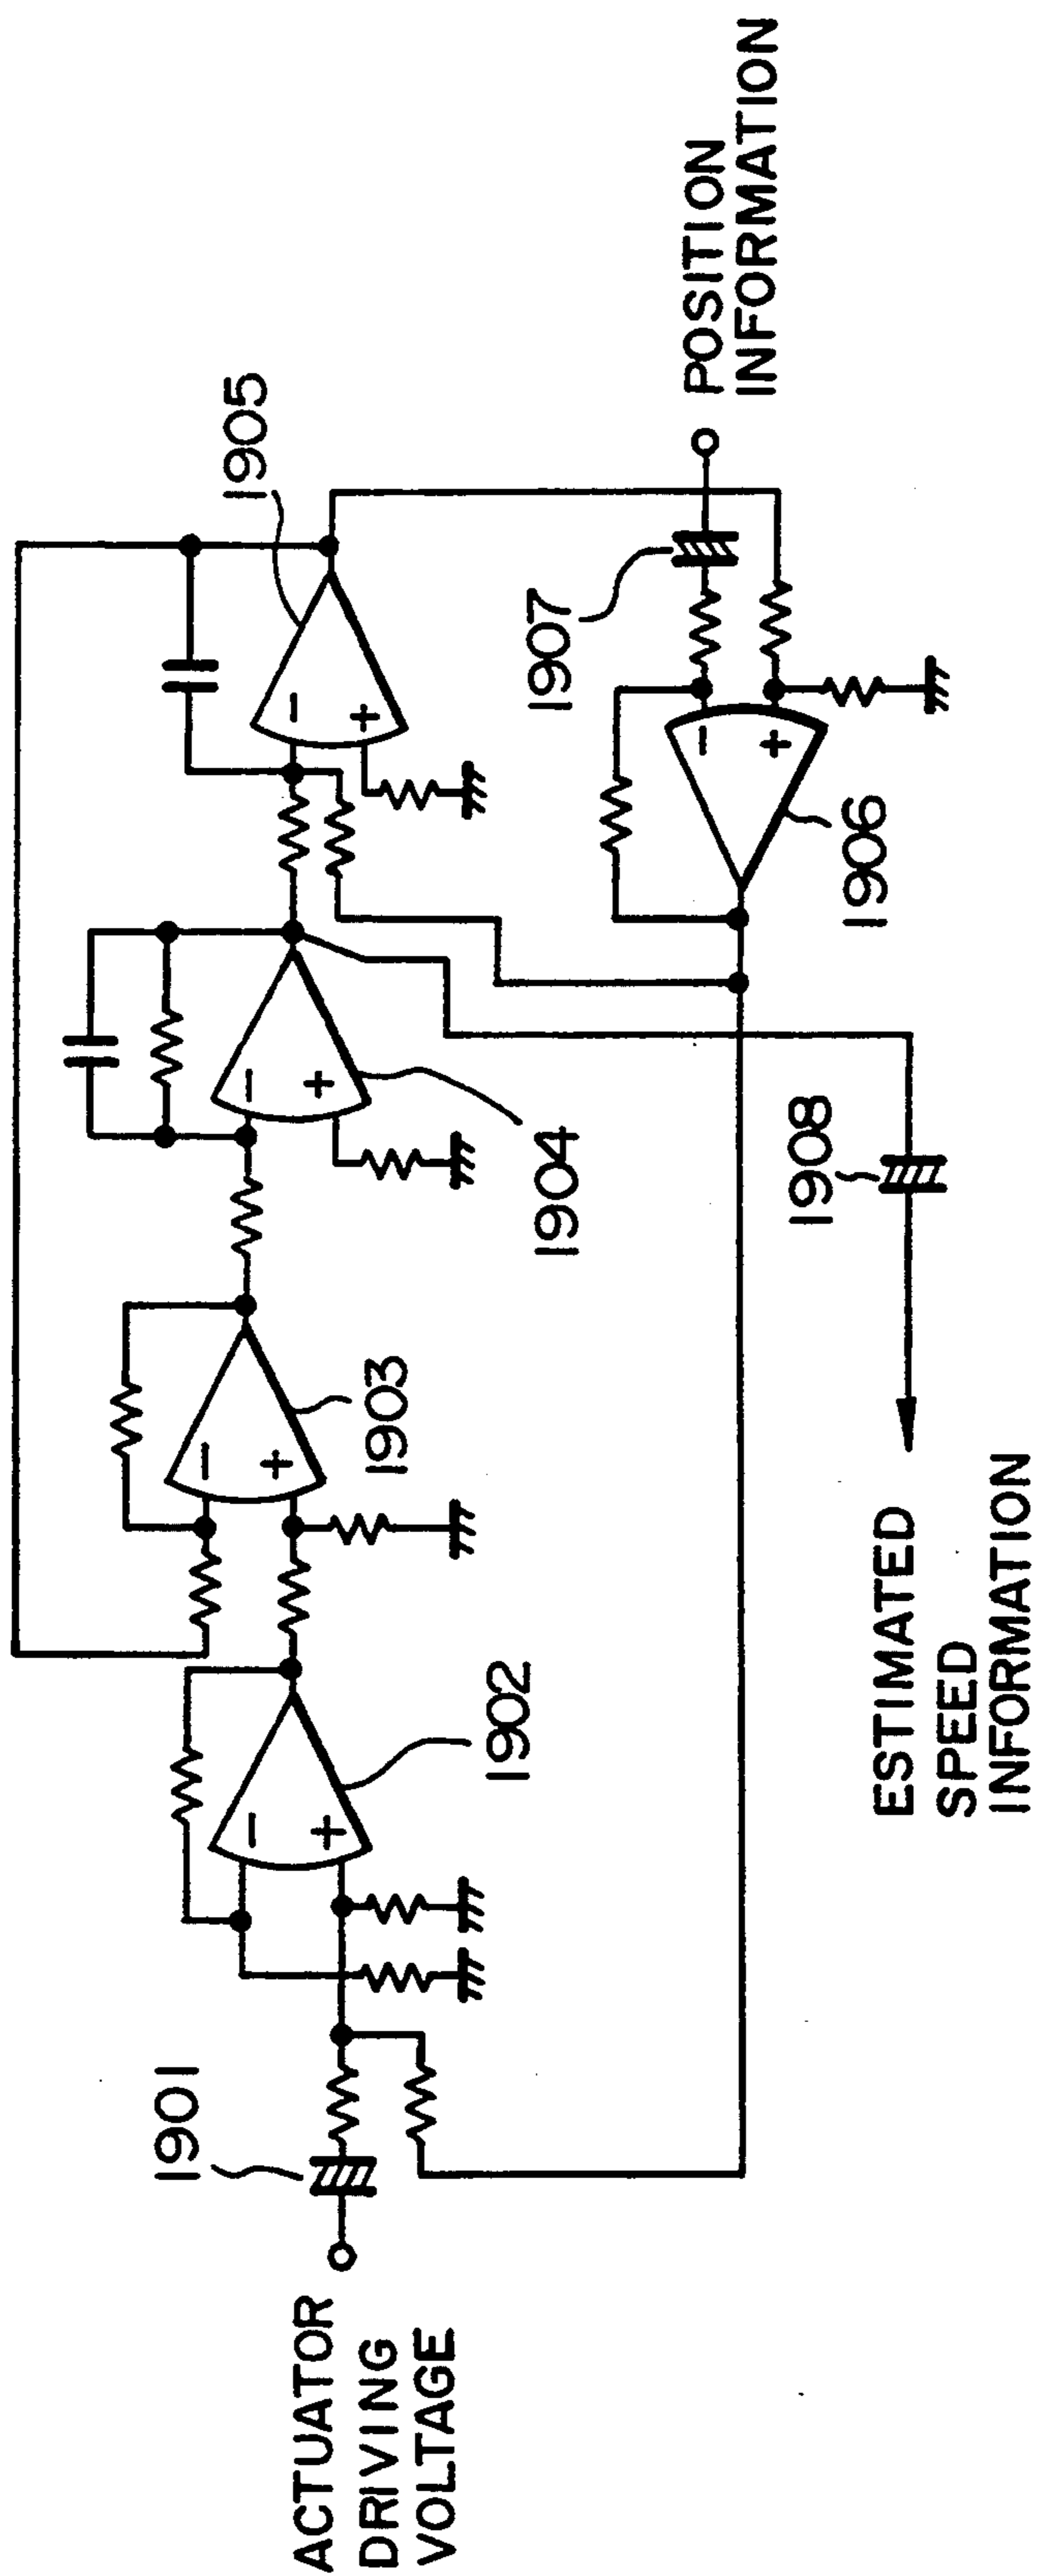 1905
POSITION
INFORMATION
1907
1904
1906
1903
1908
1902
ESTIMATED
SPEED
INFORMATION
1901
ACTUATOR
DRIVING
VOLTAGE
−
+
−
+
−
+
−
+
−
+